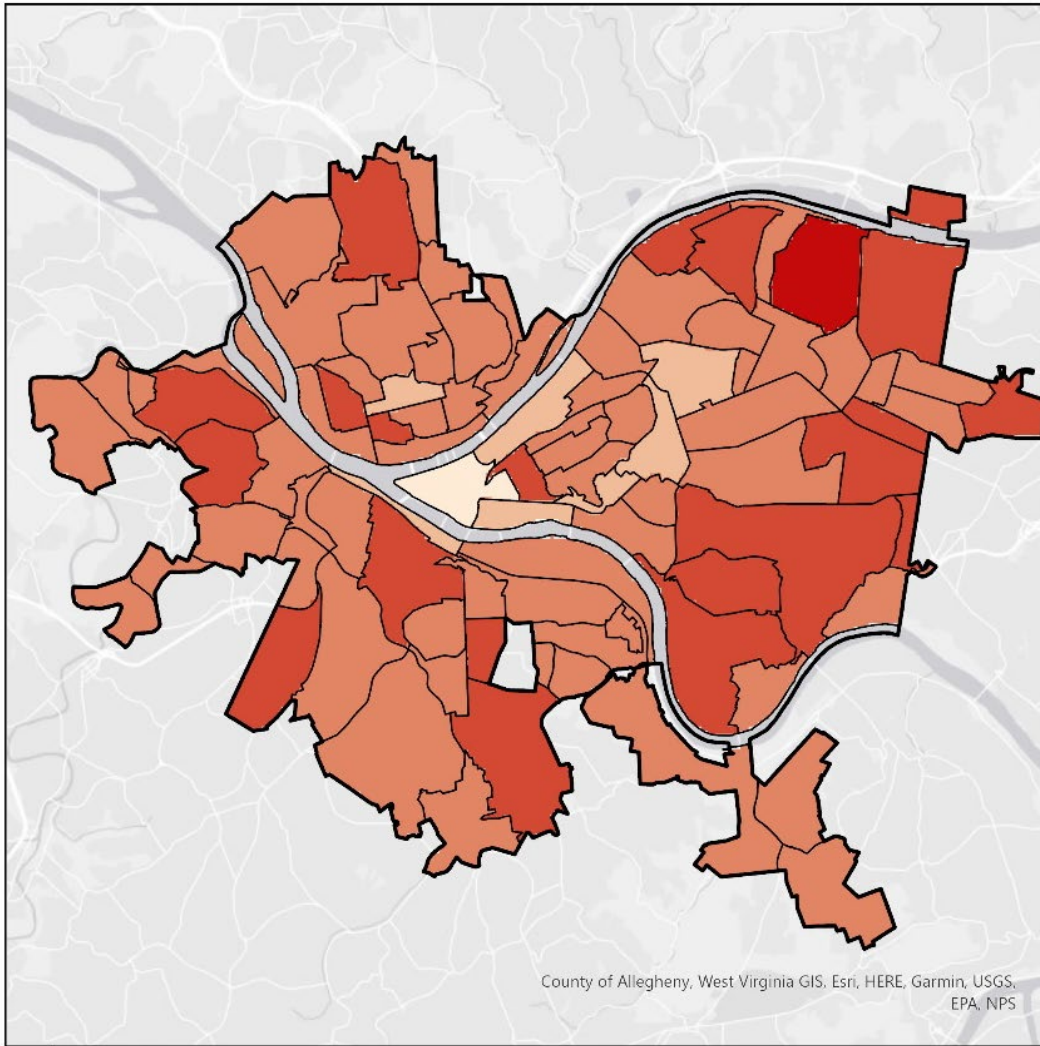 County of Allegheny, West Virginia GIS, Esri, HERE, Garmin, USGS,
EPA, NPS